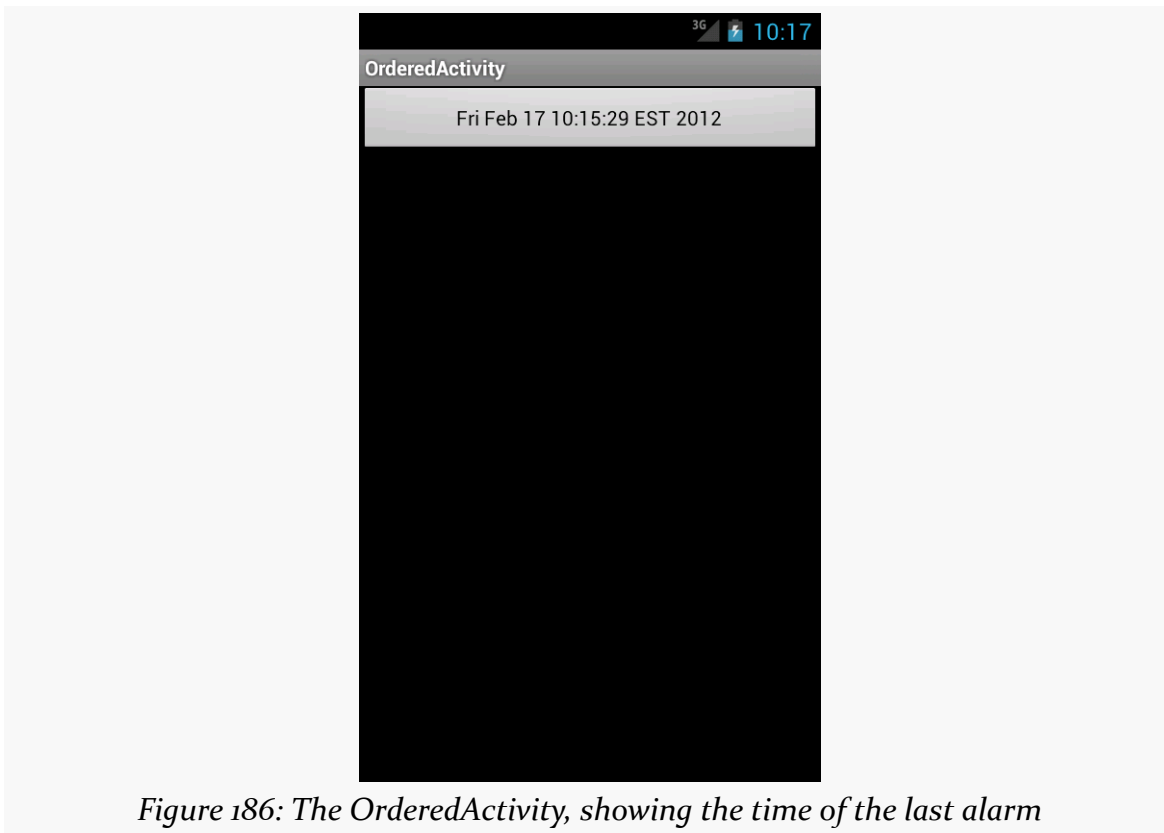 3G 10:17
OrderedActivity
Fri Feb 17 10:15:29 EST 2012
Figure 186: The OrderedActivity, showing the time of the last alarm